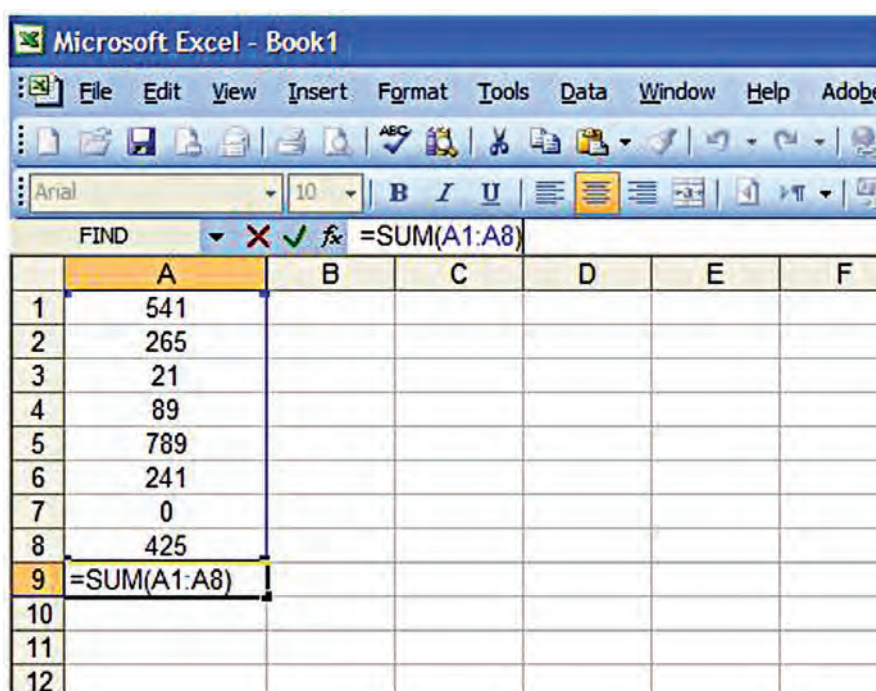 Microsoft Excel - Book1
File Edit View Insert Format Tools Data Window Help Adobe
ABC
Arial 10 B I U a
FIND fx =SUM(A1:A8)
A B C D E F
1 541
2 265
3 21
4 89
5 789
6 241
7 0
8 425
9 =SUM(A1:A8)
10
11
12